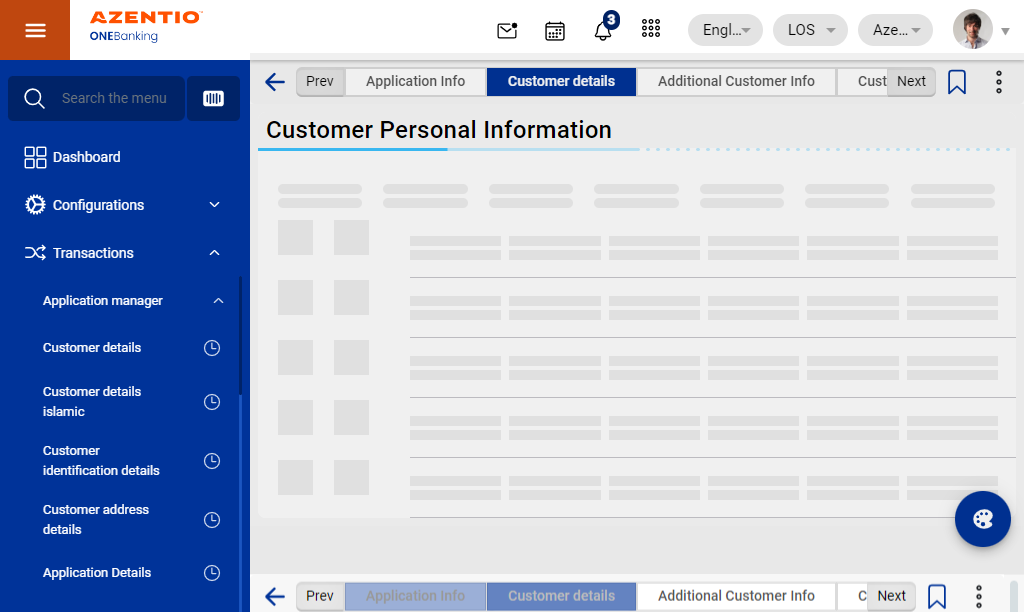 AZENTIO
ONEBanking
3
Engl...
LOS
Aze...
Search the menu
Dashboard
Configurations
Transactions
Application manager
Customer details
Customer details
islamic
Customer
identification details
Customer address
details
Application Details
Prev
Application Info
Customer details
Additional Customer Info
Cust
Next
Customer Personal Information
Prev
Application Info
Customer details
Additional Customer Info
C
Next